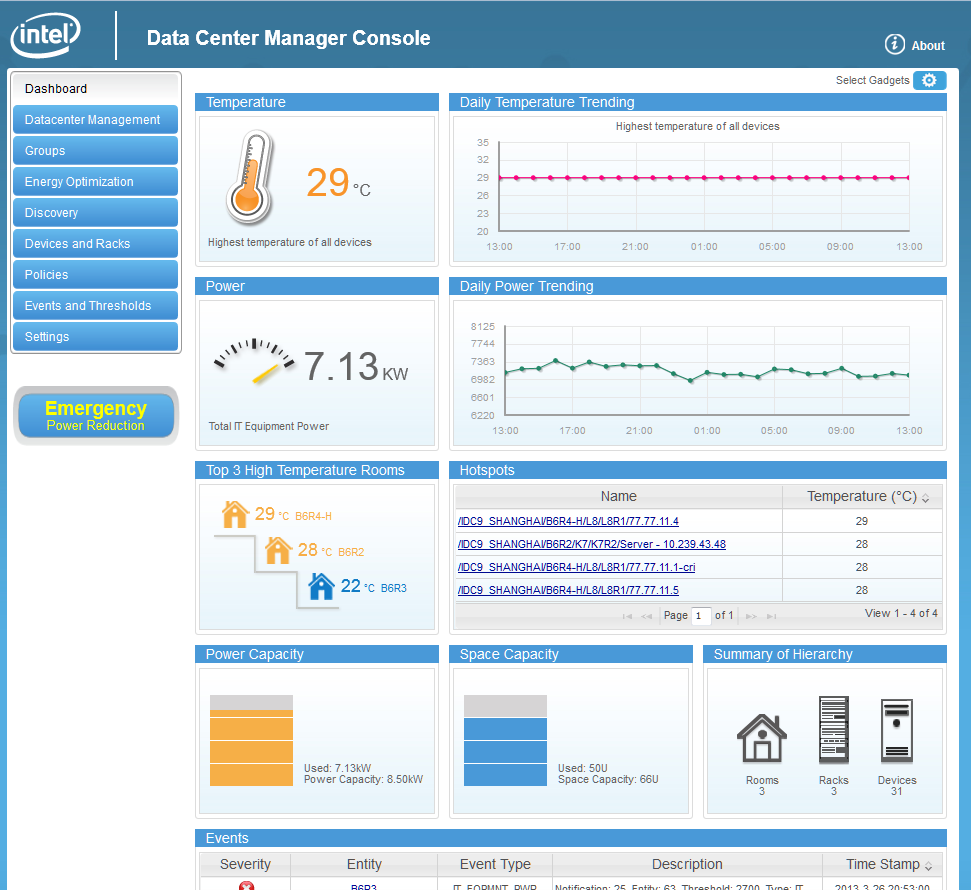 intel
Data Center Manager Console
i About
Select Gadgets
Dashboard
Datacenter Management
Groups
Energy Optimization
Discovery
Devices and Racks
Policies
Events and Thresholds
Settings
Emergency
Power Reduction
Temperature
29 °C
Highest temperature of all devices
Daily Temperature Trending
Highest temperature of all devices
35
32
29
26
23
20
13:00 17:00 21:00 01:00 05:00 09:00 13:00
Power
7.13 KW
Total IT Equipment Power
Daily Power Trending
8125
7744
7363
6982
6601
6220
13:00 17:00 21:00 01:00 05:00 09:00 13:00
Top 3 High Temperature Rooms
29 °C B6R4-H
28 °C B6R2
22 °C B6R3
Hotspots
Name Temperature (°C)
/IDC9_SHANGHAI/B6R4-H/L8/L8R1/77.77.11.4 29
/IDC9_SHANGHAI/B6R2/K7/K7R2/Server - 10.239.43.48 28
/IDC9_SHANGHAI/B6R4-H/L8/L8R1/77.77.11.1-cri 28
/IDC9_SHANGHAI/B6R4-H/L8/L8R1/77.77.11.5 28
Page 1 of 1 View 1 - 4 of 4
Power Capacity
Used: 7.13kW
Power Capacity: 8.50kW
Space Capacity
Used: 50U
Space Capacity: 66U
Summary of Hierarchy
Rooms Racks Devices
3 3 31
Events
Severity Entity Event Type Description Time Stamp
B6R3 IT_EQPMNT_PWR Notification: 25, Entity: 63, Threshold: 2700, Type: IT 2013-3-26 20:53:00